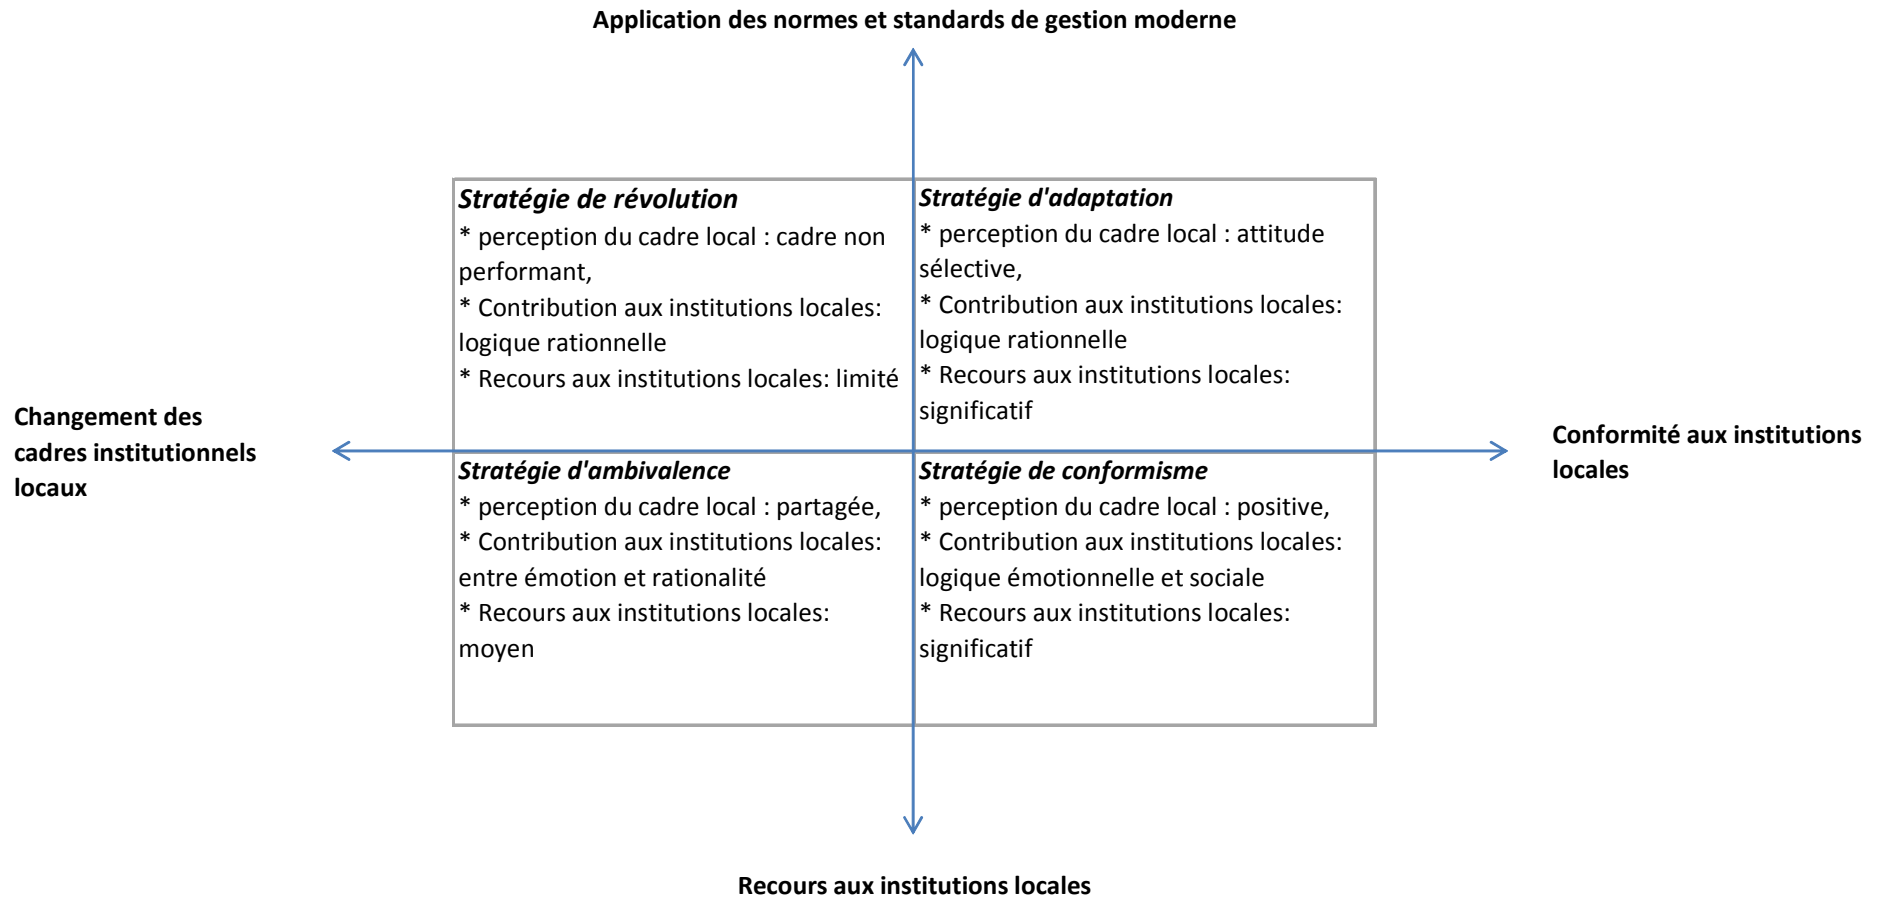 Application des normes et standards de gestion moderne
Stratégie de révolution
* perception du cadre local : cadre non
performant,
* Contribution aux institutions locales:
logique rationnelle
* Recours aux institutions locales: limité
Stratégie d'adaptation
* perception du cadre local : attitude
sélective,
* Contribution aux institutions locales:
logique rationnelle
* Recours aux institutions locales:
significatif
Changement des
cadres institutionnels
locaux
Conformité aux institutions
locales
Stratégie d'ambivalence
* perception du cadre local : partagée,
* Contribution aux institutions locales:
entre émotion et rationalité
* Recours aux institutions locales:
moyen
Stratégie de conformisme
* perception du cadre local : positive,
* Contribution aux institutions locales:
logique émotionnelle et sociale
* Recours aux institutions locales:
significatif
Recours aux institutions locales